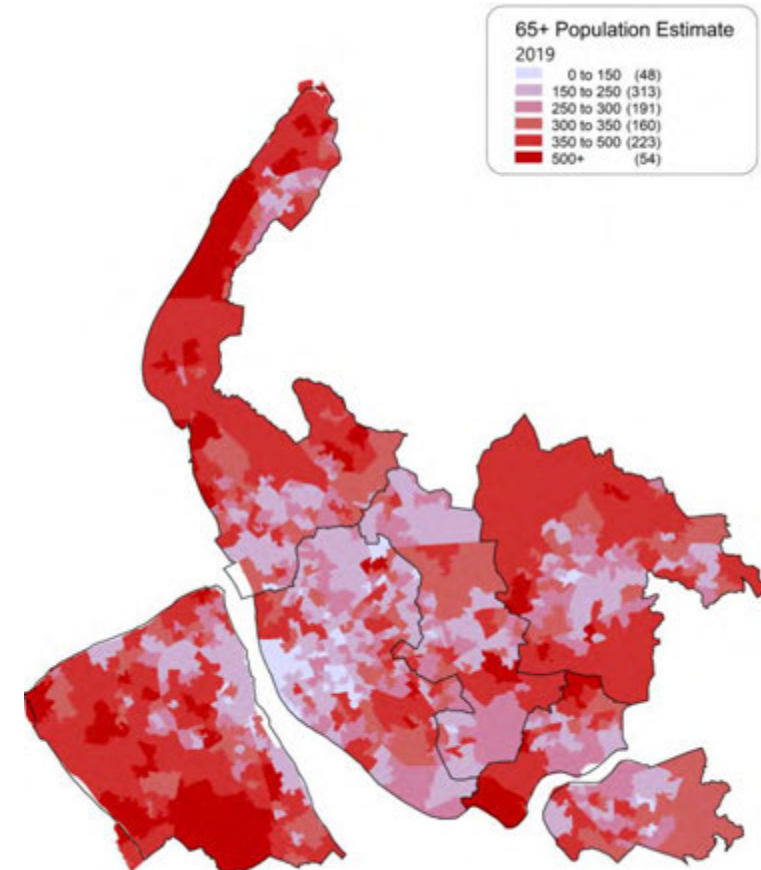 65+ Population Estimate
2019
0 to 150 (48)
150 to 250 (313)
250 to 300 (191)
300 to 350 (160)
350 to 500 (223)
500+ (54)